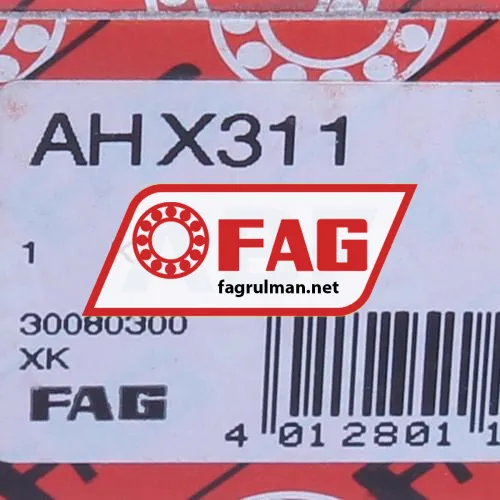 AH X311
FAG
fagrulman.net
1
30080300
XK
FAG
4 012801 1